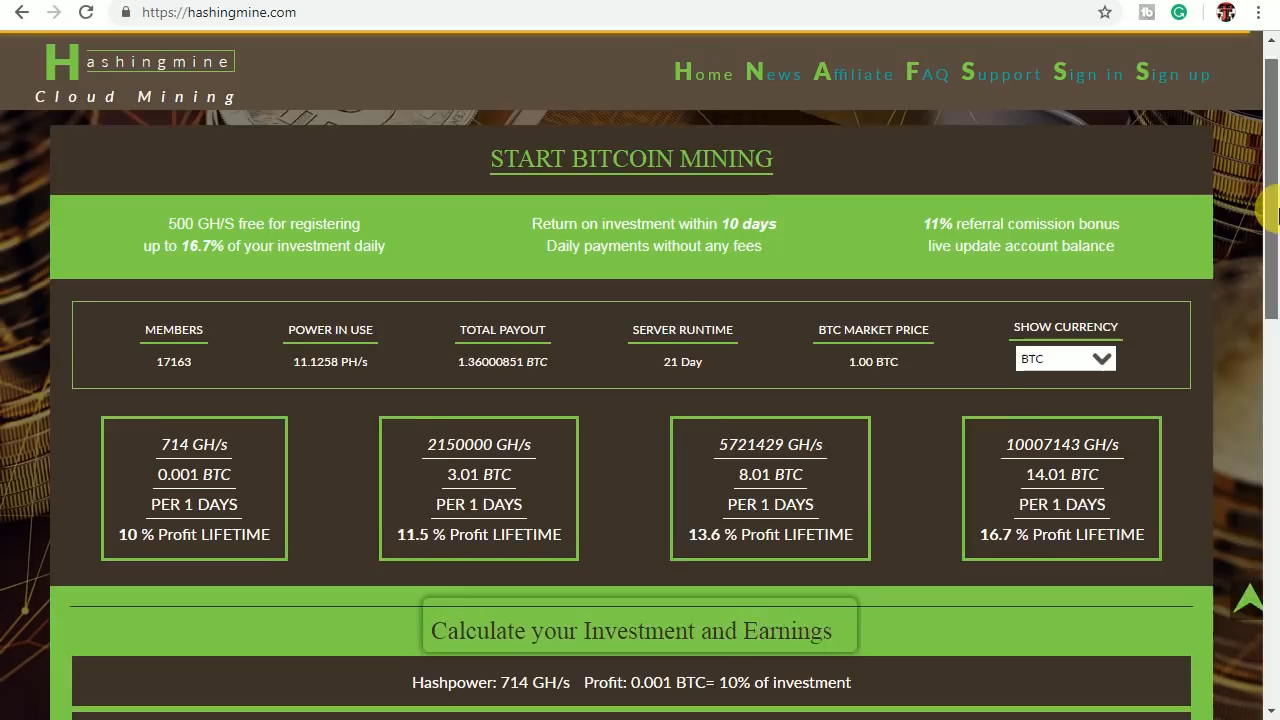 https://hashingmine.com
Hashingmine
Cloud Mining
Home News Affiliate FAQ Support Sign in Sign up
START BITCOIN MINING
500 GH/S free for registering
up to 16.7% of your investment daily
Return on investment within 10 days
Daily payments without any fees
11% referral comission bonus
live update account balance
MEMBERS
17163
POWER IN USE
11.1258 PH/s
TOTAL PAYOUT
1.36000851 BTC
SERVER RUNTIME
21 Day
BTC MARKET PRICE
1.00 BTC
SHOW CURRENCY
BTC
714 GH/s
0.001 BTC
PER 1 DAYS
10 % Profit LIFETIME
2150000 GH/s
3.01 BTC
PER 1 DAYS
11.5 % Profit LIFETIME
5721429 GH/s
8.01 BTC
PER 1 DAYS
13.6 % Profit LIFETIME
10007143 GH/s
14.01 BTC
PER 1 DAYS
16.7 % Profit LIFETIME
Calculate your Investment and Earnings
Hashpower: 714 GH/s Profit: 0.001 BTC= 10% of investment